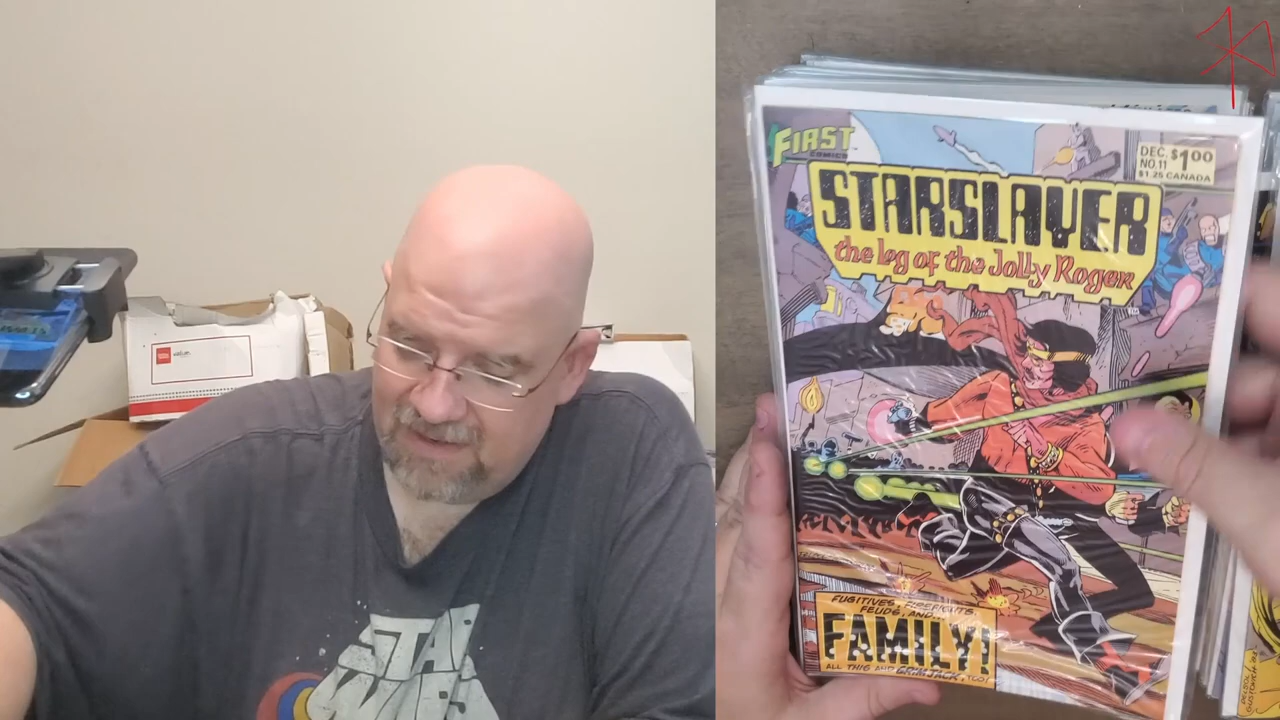 FIRST
COMICS
DEC. $1.00
NO.11
$1.25 CANADA
STARSLAYER
the log of the Jolly Roger
FUGITIVES, FIREFIGHTS,
FEUDS, AND...
FAMILY!
ALL THIS AND GRIMJACK, TOO!
STAR
WARS